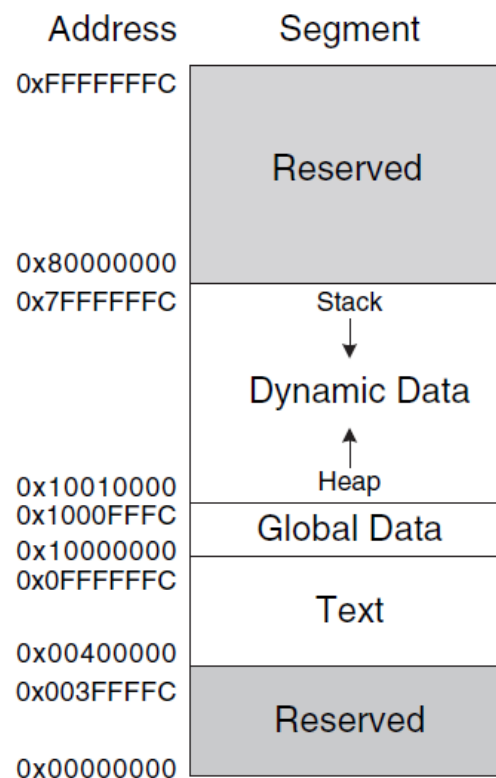 Address Segment
0xFFFFFFFC
Reserved
0x80000000
0x7FFFFFFC Stack
Dynamic Data
0x10010000 Heap
0x1000FFFC
Global Data
0x10000000
0x0FFFFFFC
Text
0x00400000
0x003FFFFC
Reserved
0x00000000